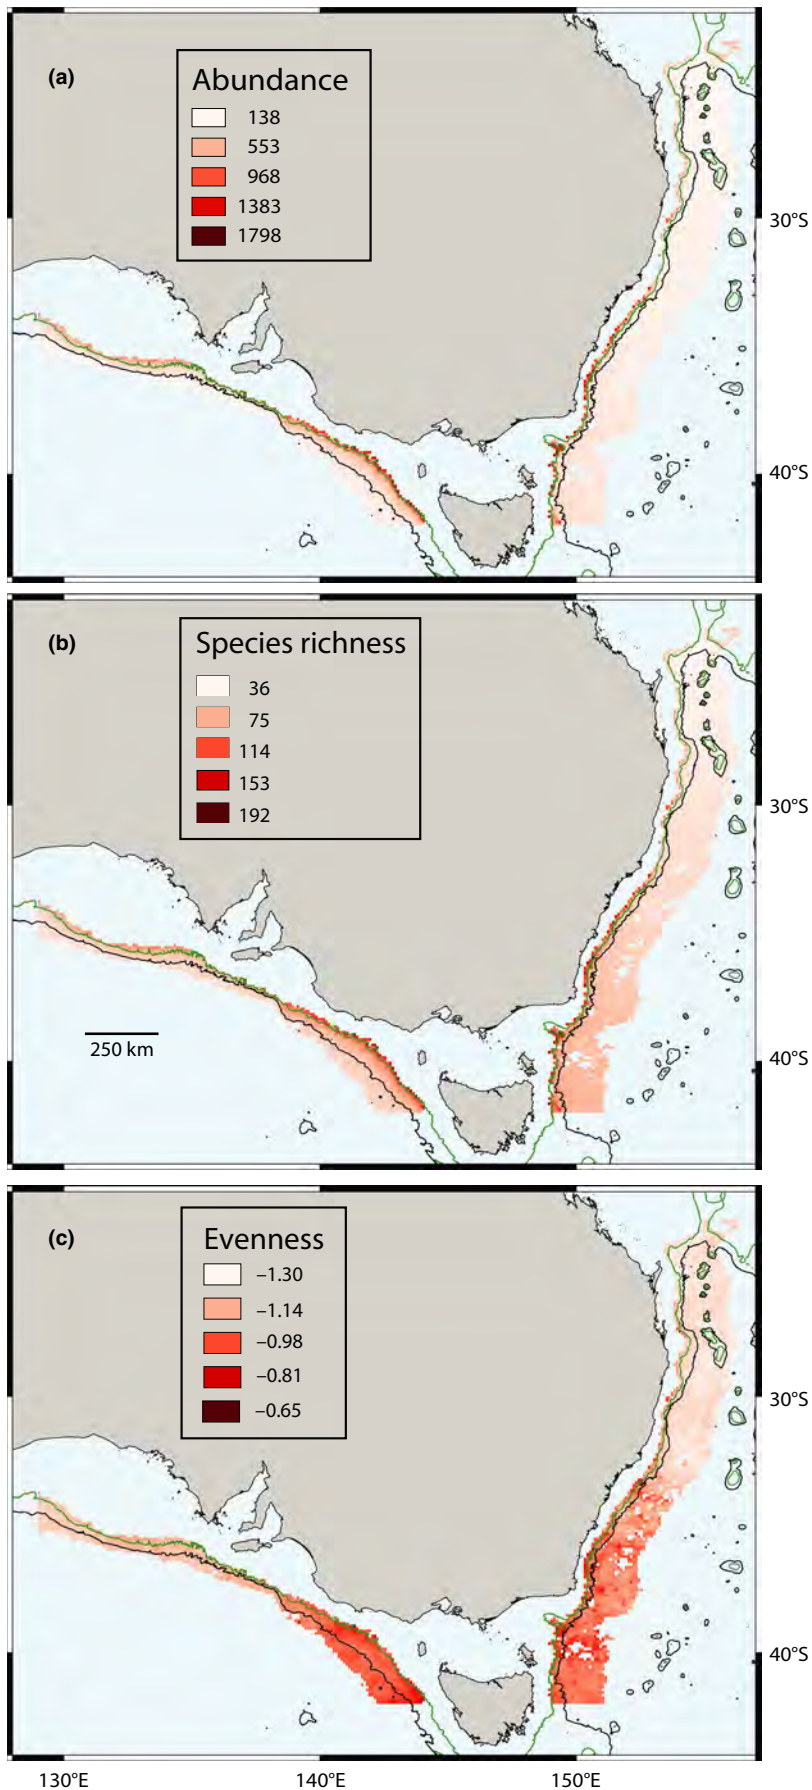 (a)
Abundance
138
553
968
1383
1798
30°S
40°S
(b)
Species richness
36
75
114
153
192
250 km
30°S
40°S
(c)
Evenness
–1.30
–1.14
–0.98
–0.81
–0.65
30°S
40°S
130°E 140°E 150°E